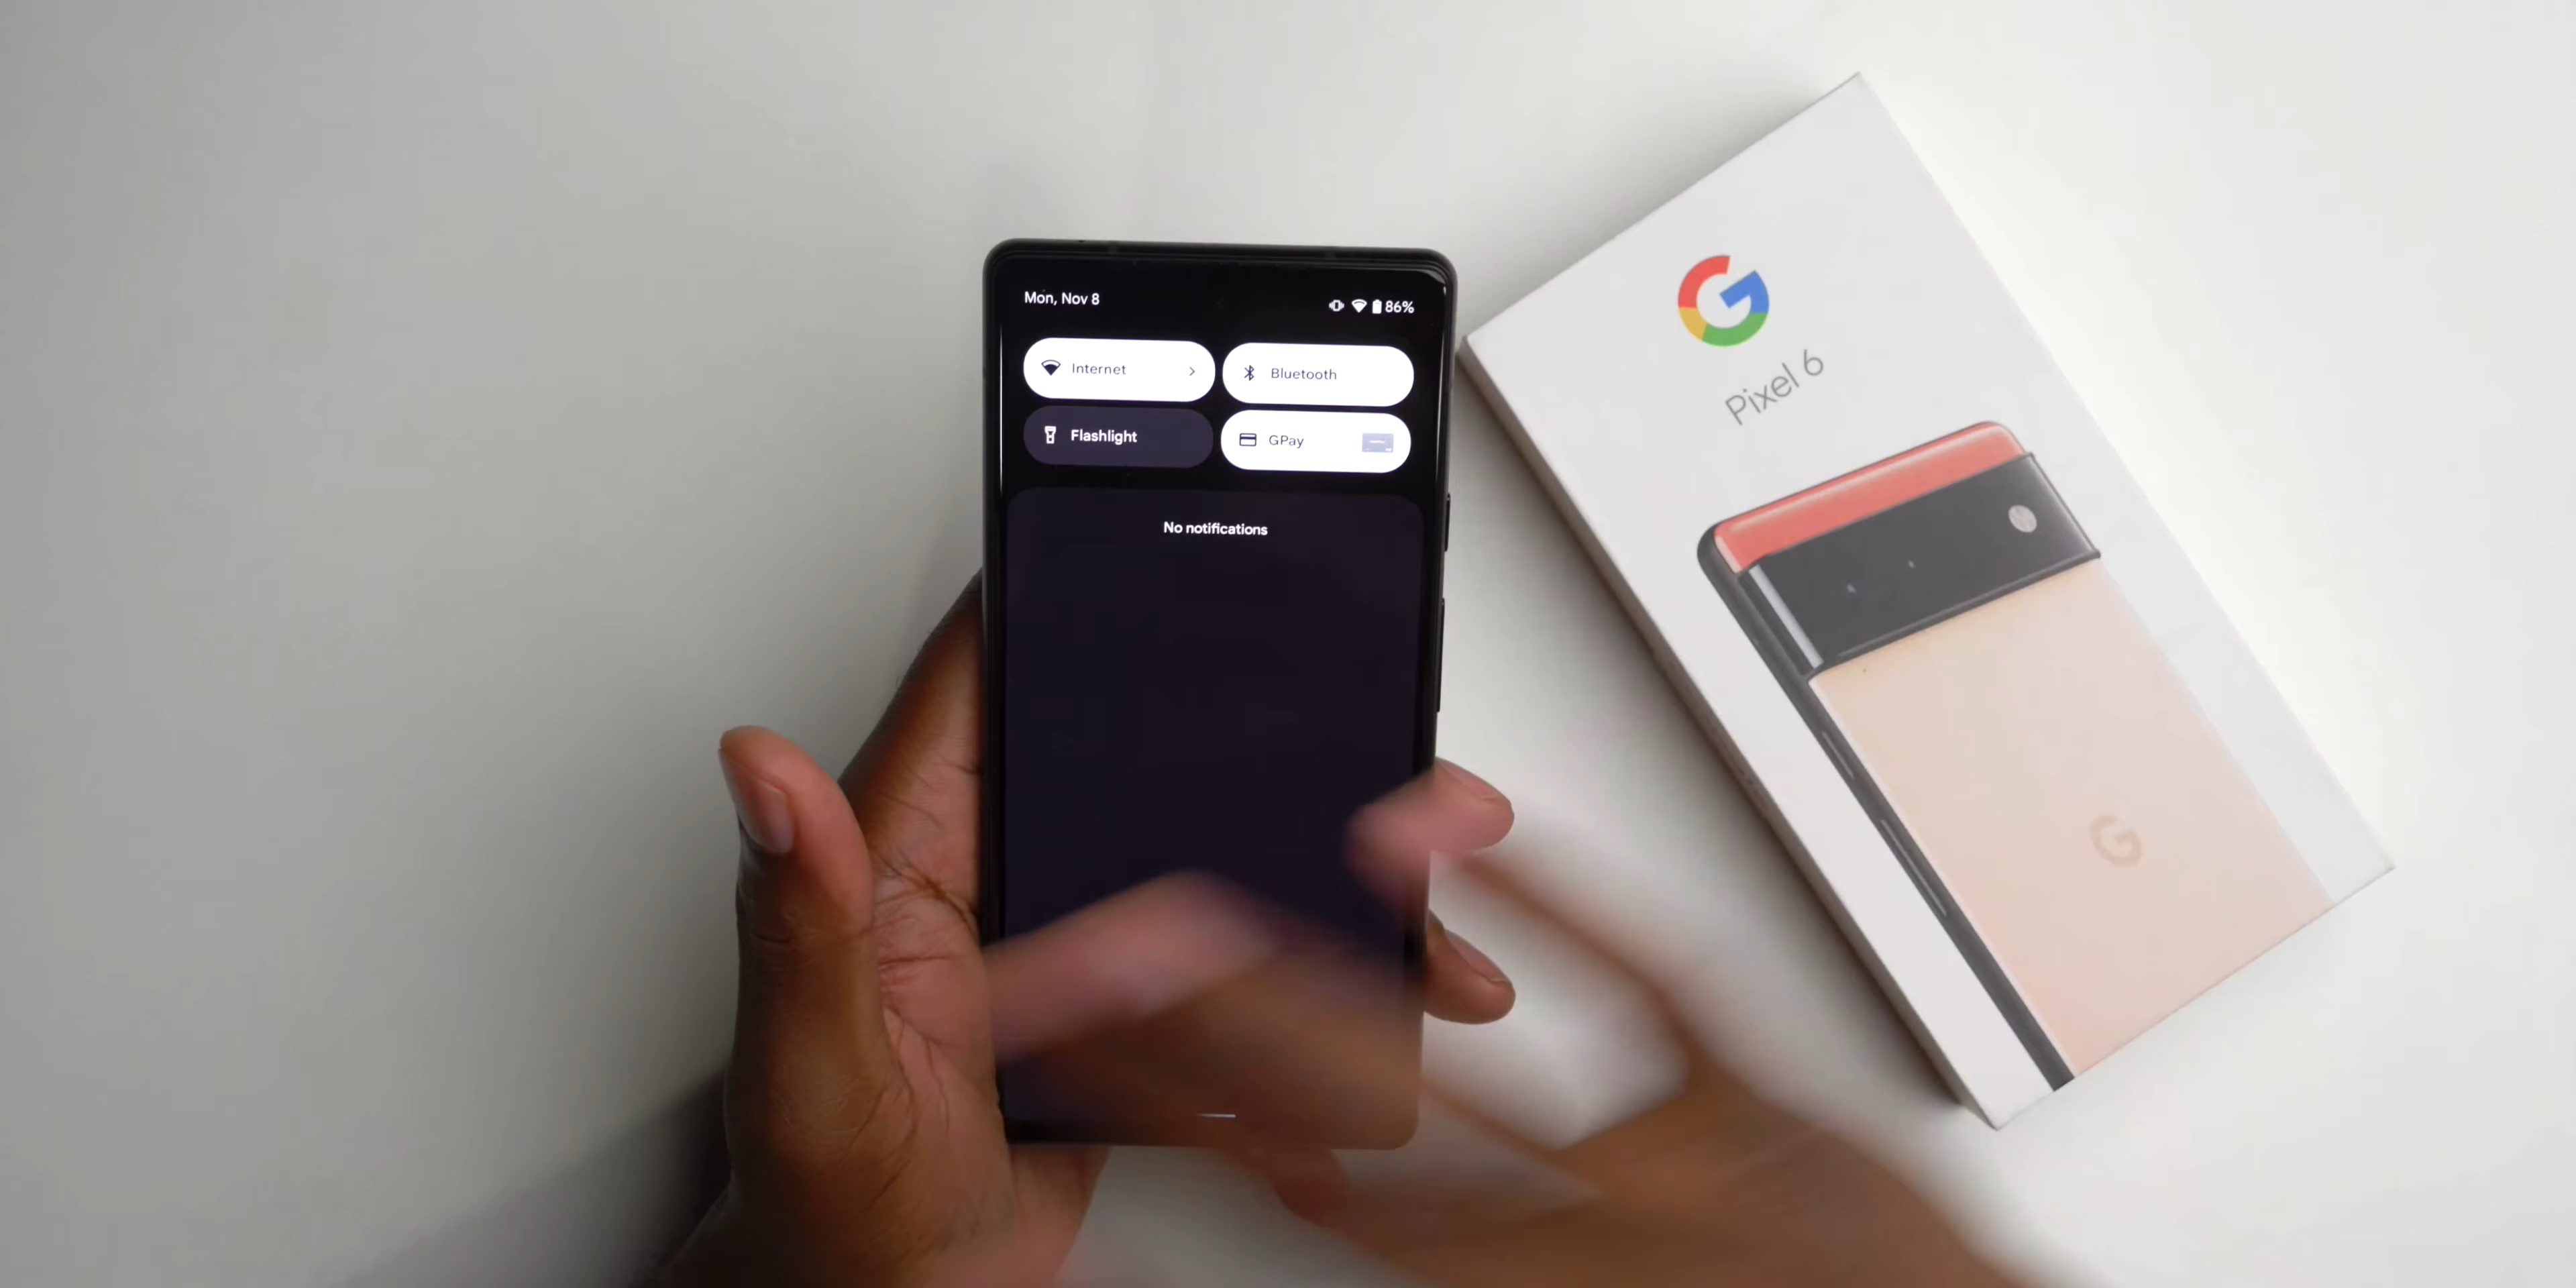 Mon, Nov 8
86%
Internet
Bluetooth
Flashlight
GPay
No notifications
G
Pixel 6
G